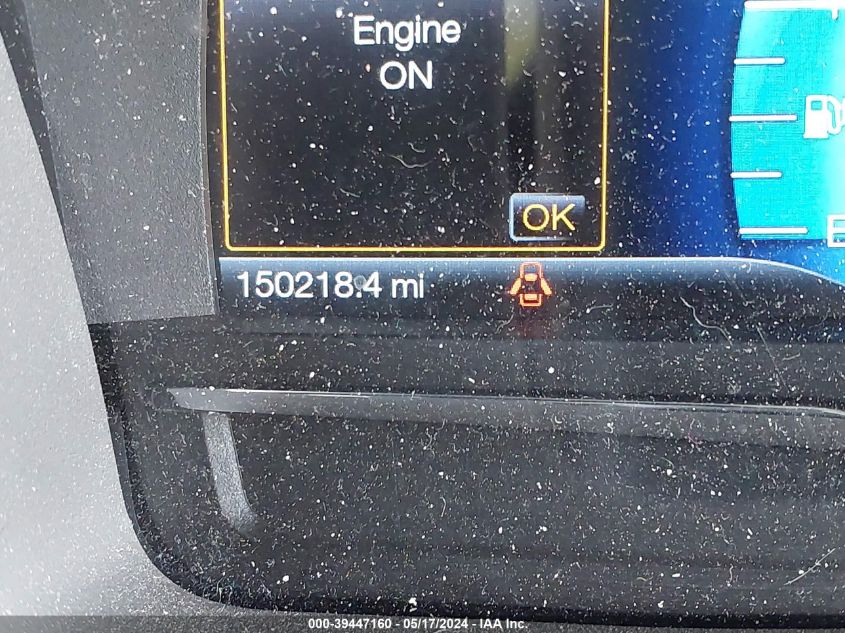 Engine
ON
OK
E
150218.4 mi
000-39447160 - 05/17/2024 - IAA Inc.